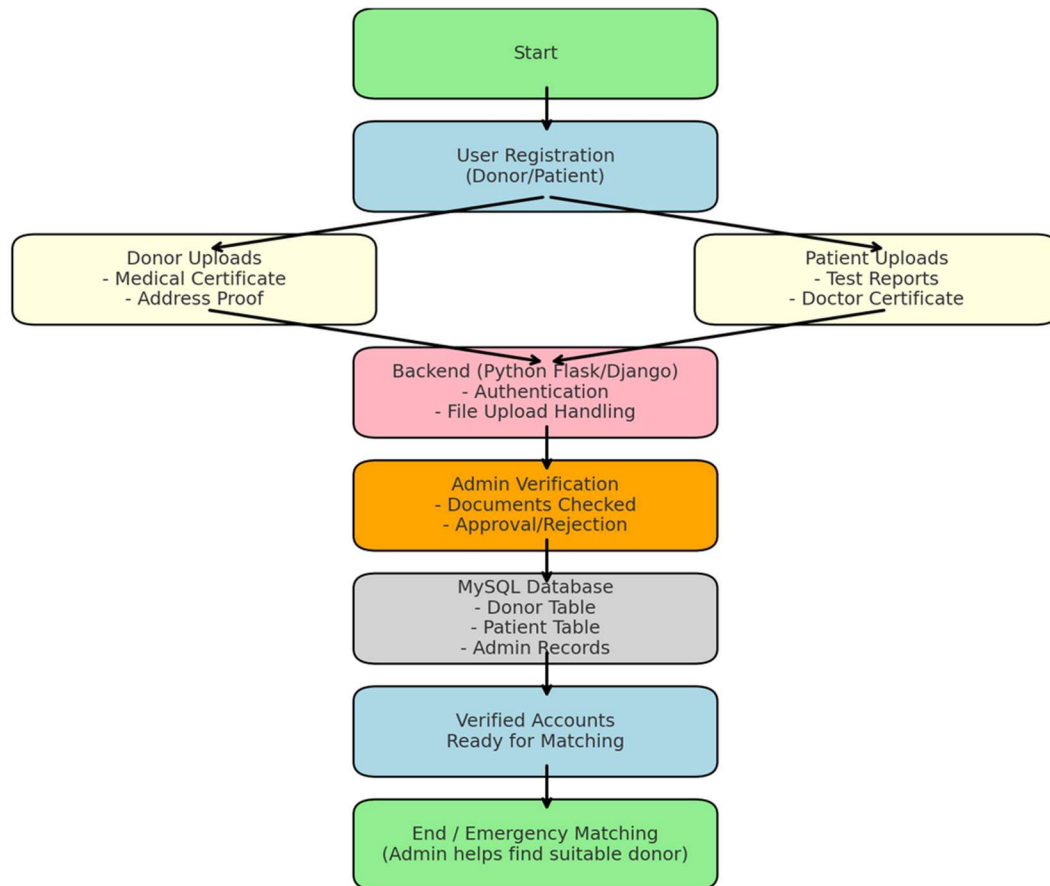 Start
User Registration
(Donor/Patient)
Donor Uploads
- Medical Certificate
- Address Proof
Patient Uploads
- Test Reports
- Doctor Certificate
Backend (Python Flask/Django)
- Authentication
- File Upload Handling
Admin Verification
- Documents Checked
- Approval/Rejection
MySQL Database
- Donor Table
- Patient Table
- Admin Records
Verified Accounts
Ready for Matching
End / Emergency Matching
(Admin helps find suitable donor)